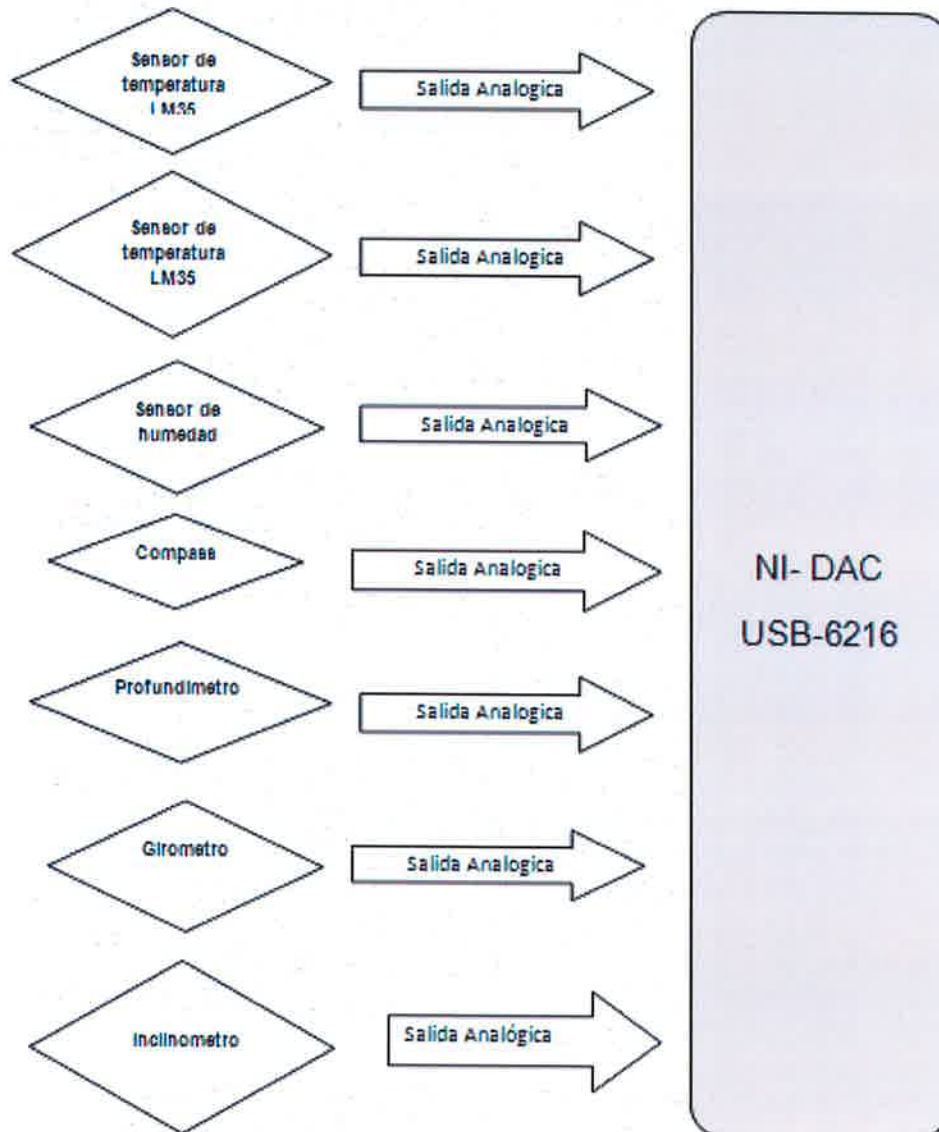 Sensor de
temperatura
LM35
Salida Analogica
Sensor de
temperatura
LM35
Salida Analogica
Sensor de
humedad
Salida Analogica
Compass
Salida Analogica
Profundimetro
Salida Analogica
Girometro
Salida Analogica
Inclinometro
Salida Analógica
NI- DAC
USB-6216